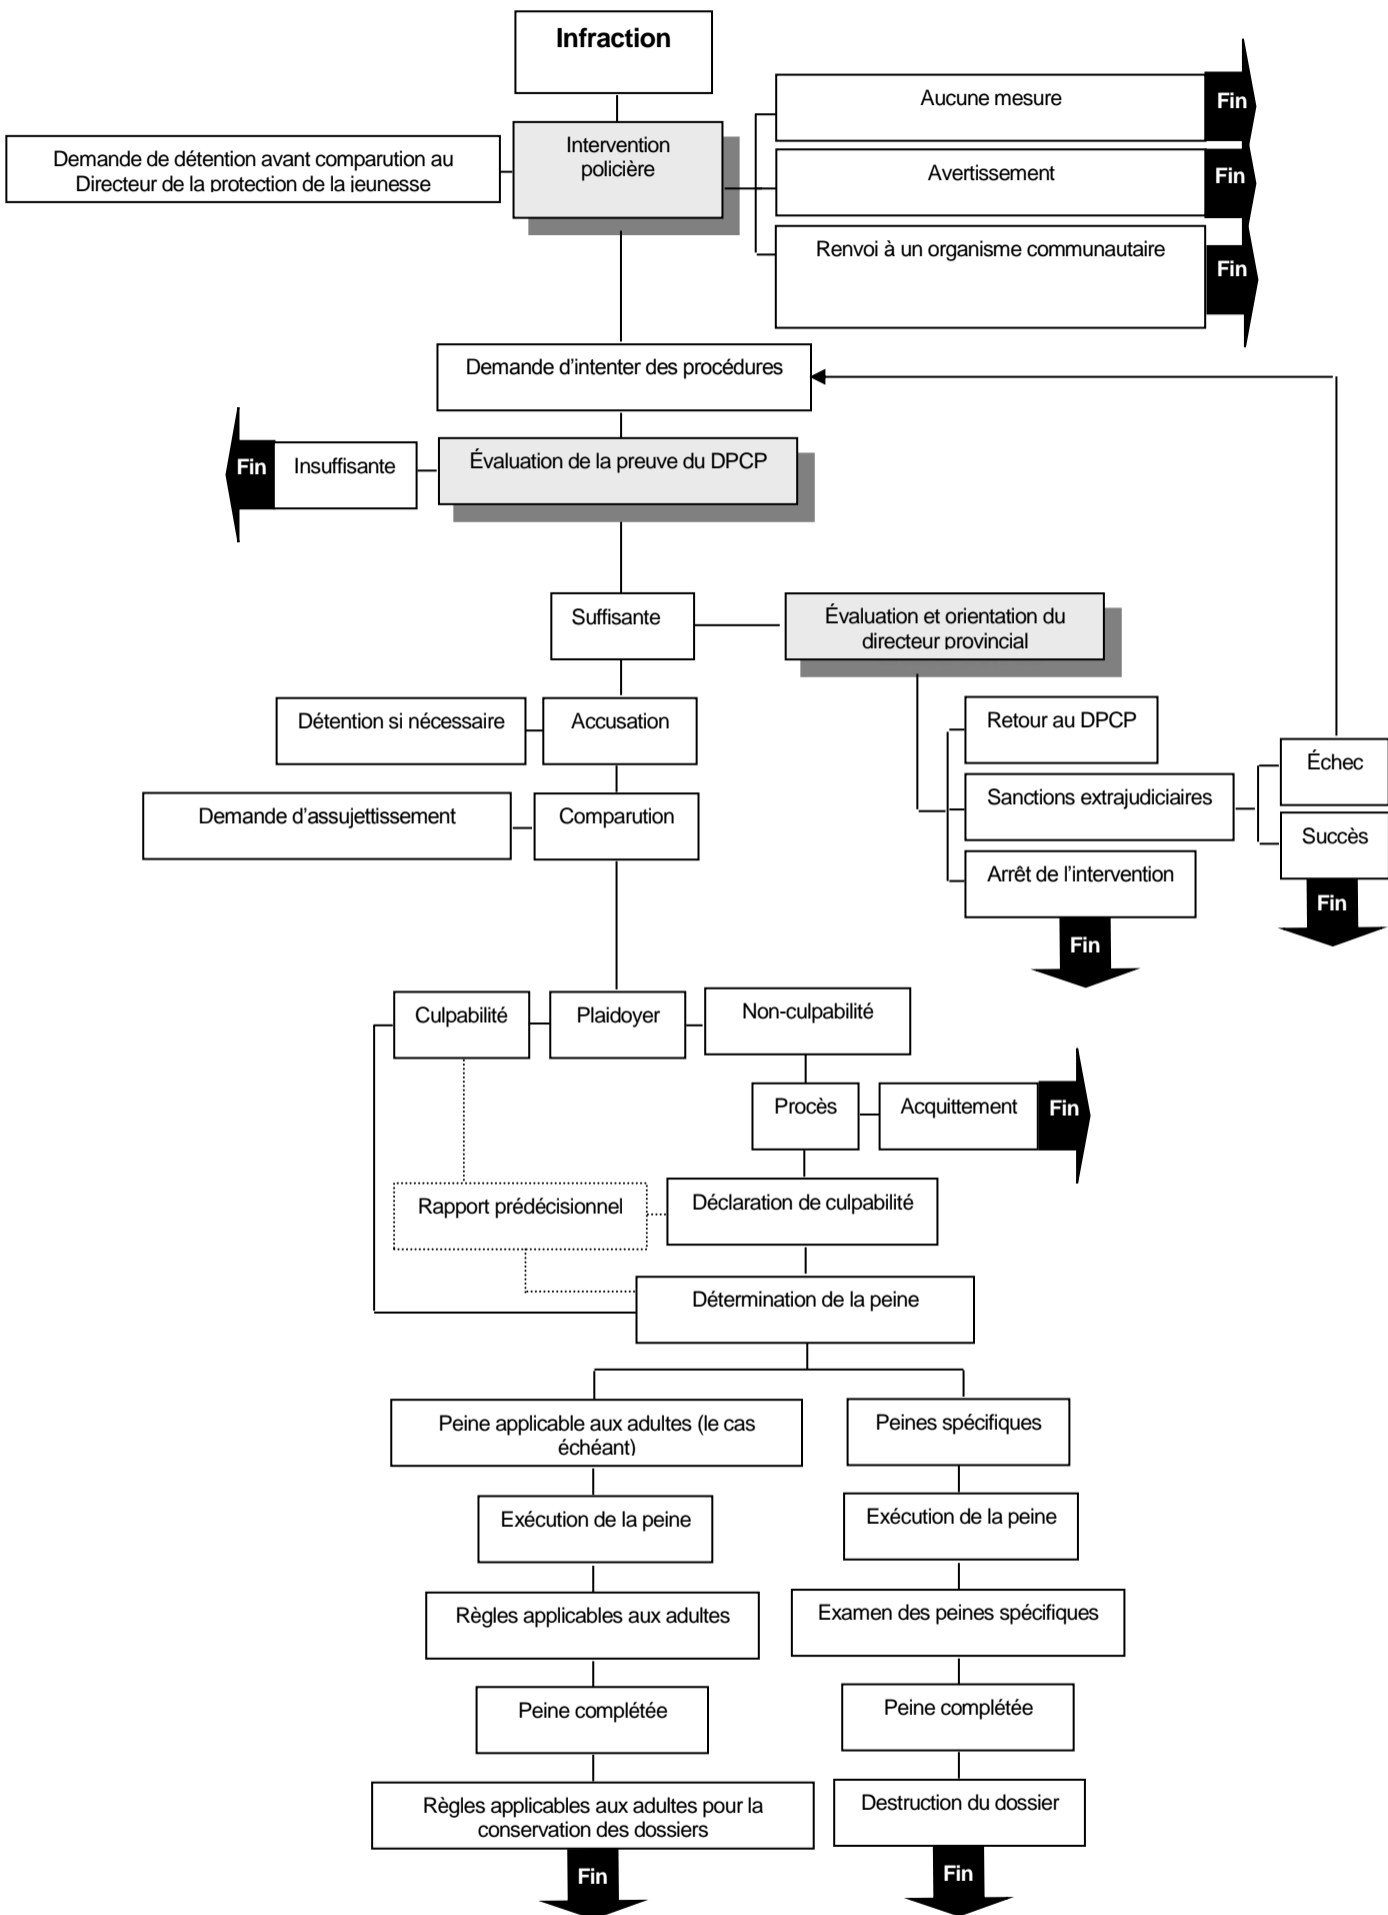 Infraction
Aucune mesure
Fin
Intervention
policière
Demande de détention avant comparution au
Directeur de la protection de la jeunesse
Avertissement
Fin
Renvoi à un organisme communautaire
Fin
Demande d'intenter des procédures
Fin
Insuffisante
Évaluation de la preuve du DPCP
Suffisante
Évaluation et orientation du
directeur provincial
Détention si nécessaire
Accusation
Retour au DPCP
Échec
Demande d'assujettissement
Comparution
Sanctions extrajudiciaires
Succès
Arrêt de l'intervention
Fin
Fin
Culpabilité
Plaidoyer
Non-culpabilité
Procès
Acquittement
Fin
Rapport prédécisionnel
Déclaration de culpabilité
Détermination de la peine
Peine applicable aux adultes (le cas
échéant)
Peines spécifiques
Exécution de la peine
Exécution de la peine
Règles applicables aux adultes
Examen des peines spécifiques
Peine complétée
Peine complétée
Règles applicables aux adultes pour la
conservation des dossiers
Destruction du dossier
Fin
Fin